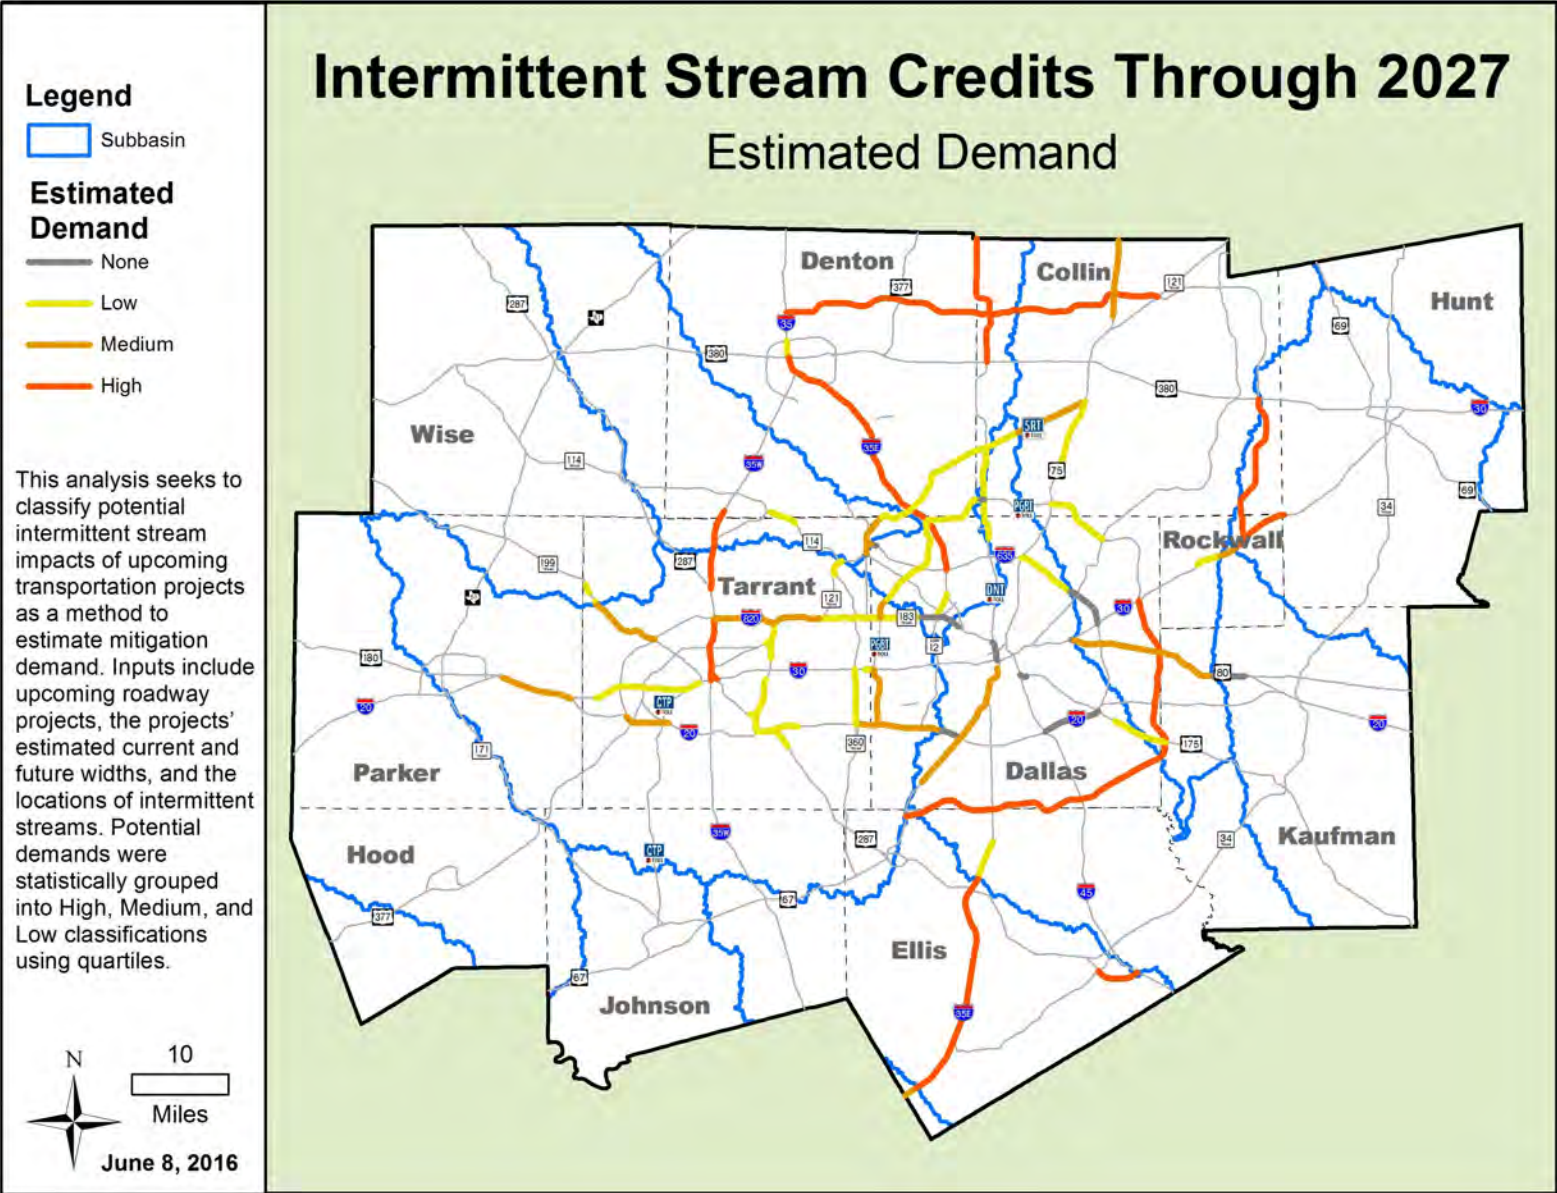 Intermittent Stream Credits Through 2027
Estimated Demand
Legend
Subbasin
Estimated
Demand
None
Low
Medium
High
This analysis seeks to
classify potential
intermittent stream
impacts of upcoming
transportation projects
as a method to
estimate mitigation
demand. Inputs include
upcoming roadway
projects, the projects'
estimated current and
future widths, and the
locations of intermittent
streams. Potential
demands were
statistically grouped
into High, Medium, and
Low classifications
using quartiles.
N
10
Miles
June 8, 2016
Denton
Collin
Hunt
377
121
287
35
69
380
380
30
Wise
35E
SRT
114
35W
75
69
PGBT
34
Rockwall
114
199
287
635
Tarrant
DNT
121
30
820
183
PGBT
12
180
30
80
CTP
20
20
20
20
171
360
175
Parker
Dallas
35W
287
34
Kaufman
Hood
CTP
67
45
377
Ellis
67
Johnson
35E